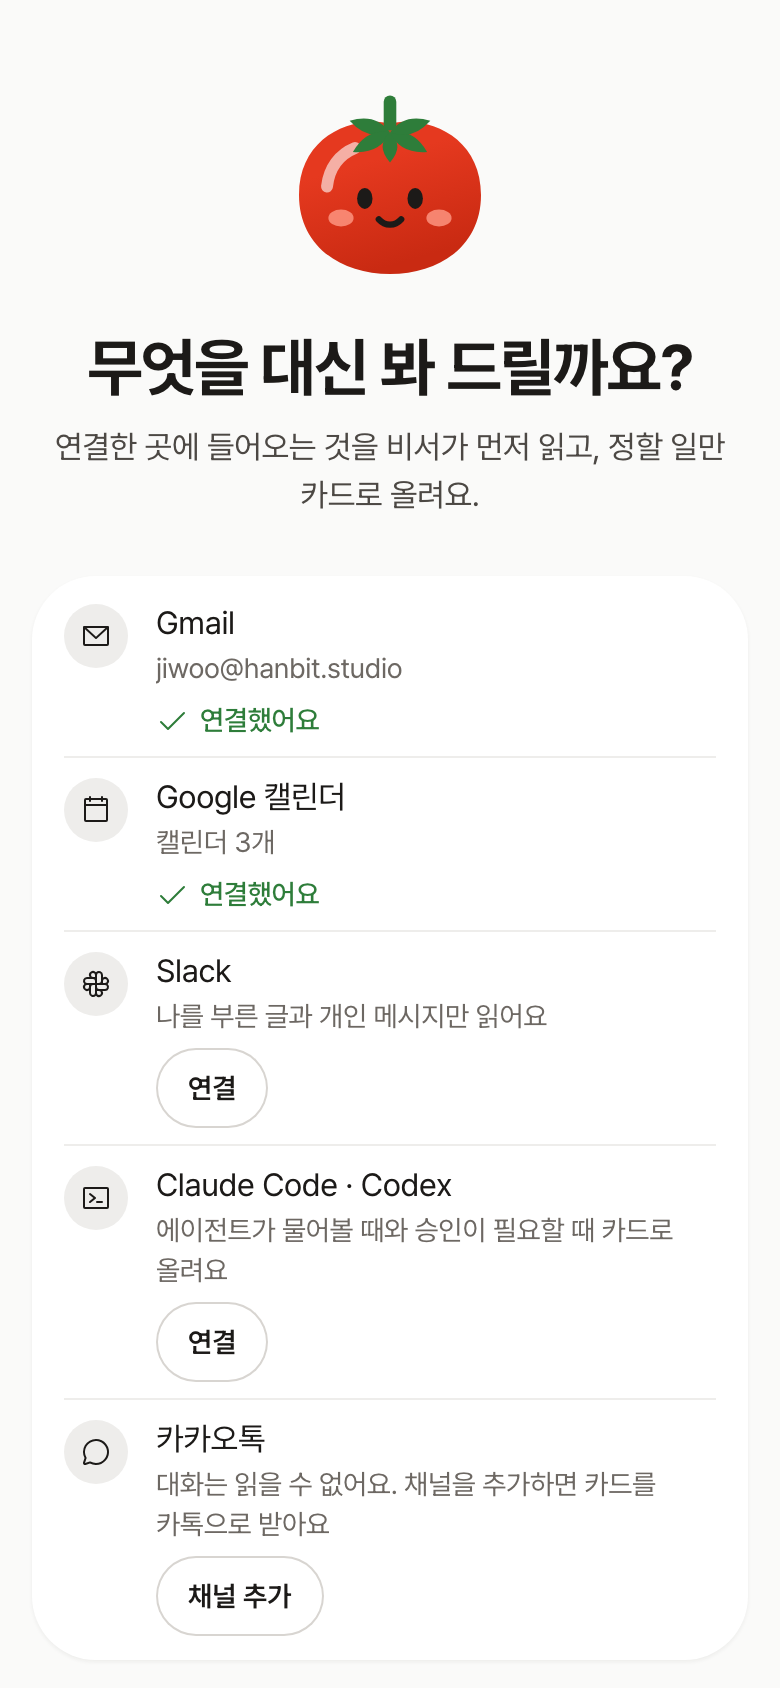 무엇을 대신 봐 드릴까요?
연결한 곳에 들어오는 것을 비서가 먼저 읽고, 정할 일만
카드로 올려요.
Gmail
jiwoo@hanbit.studio
연결했어요
Google 캘린더
캘린더 3개
연결했어요
Slack
나를 부른 글과 개인 메시지만 읽어요
연결
Claude Code · Codex
에이전트가 물어볼 때와 승인이 필요할 때 카드로
올려요
연결
카카오톡
대화는 읽을 수 없어요. 채널을 추가하면 카드를
카톡으로 받아요
채널 추가